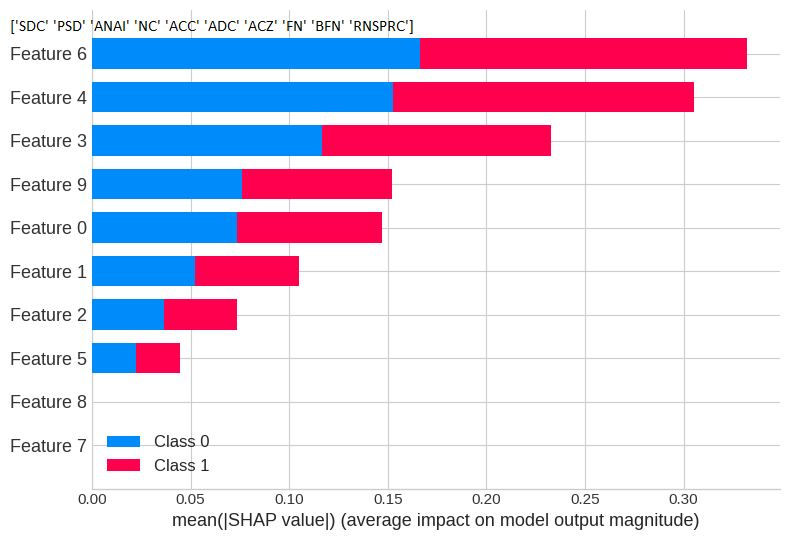 ['SDC' 'PSD' 'ANAI' 'NC' 'ACC' 'ADC' 'ACZ' 'FN' 'BFN' 'RNSPRC']
Feature 6
Feature 4
Feature 3
Feature 9
Feature 0
Feature 1
Feature 2
Feature 5
Feature 8
Feature 7
Class 0
Class 1
0.00 0.05 0.10 0.15 0.20 0.25 0.30
mean(|SHAP value|) (average impact on model output magnitude)